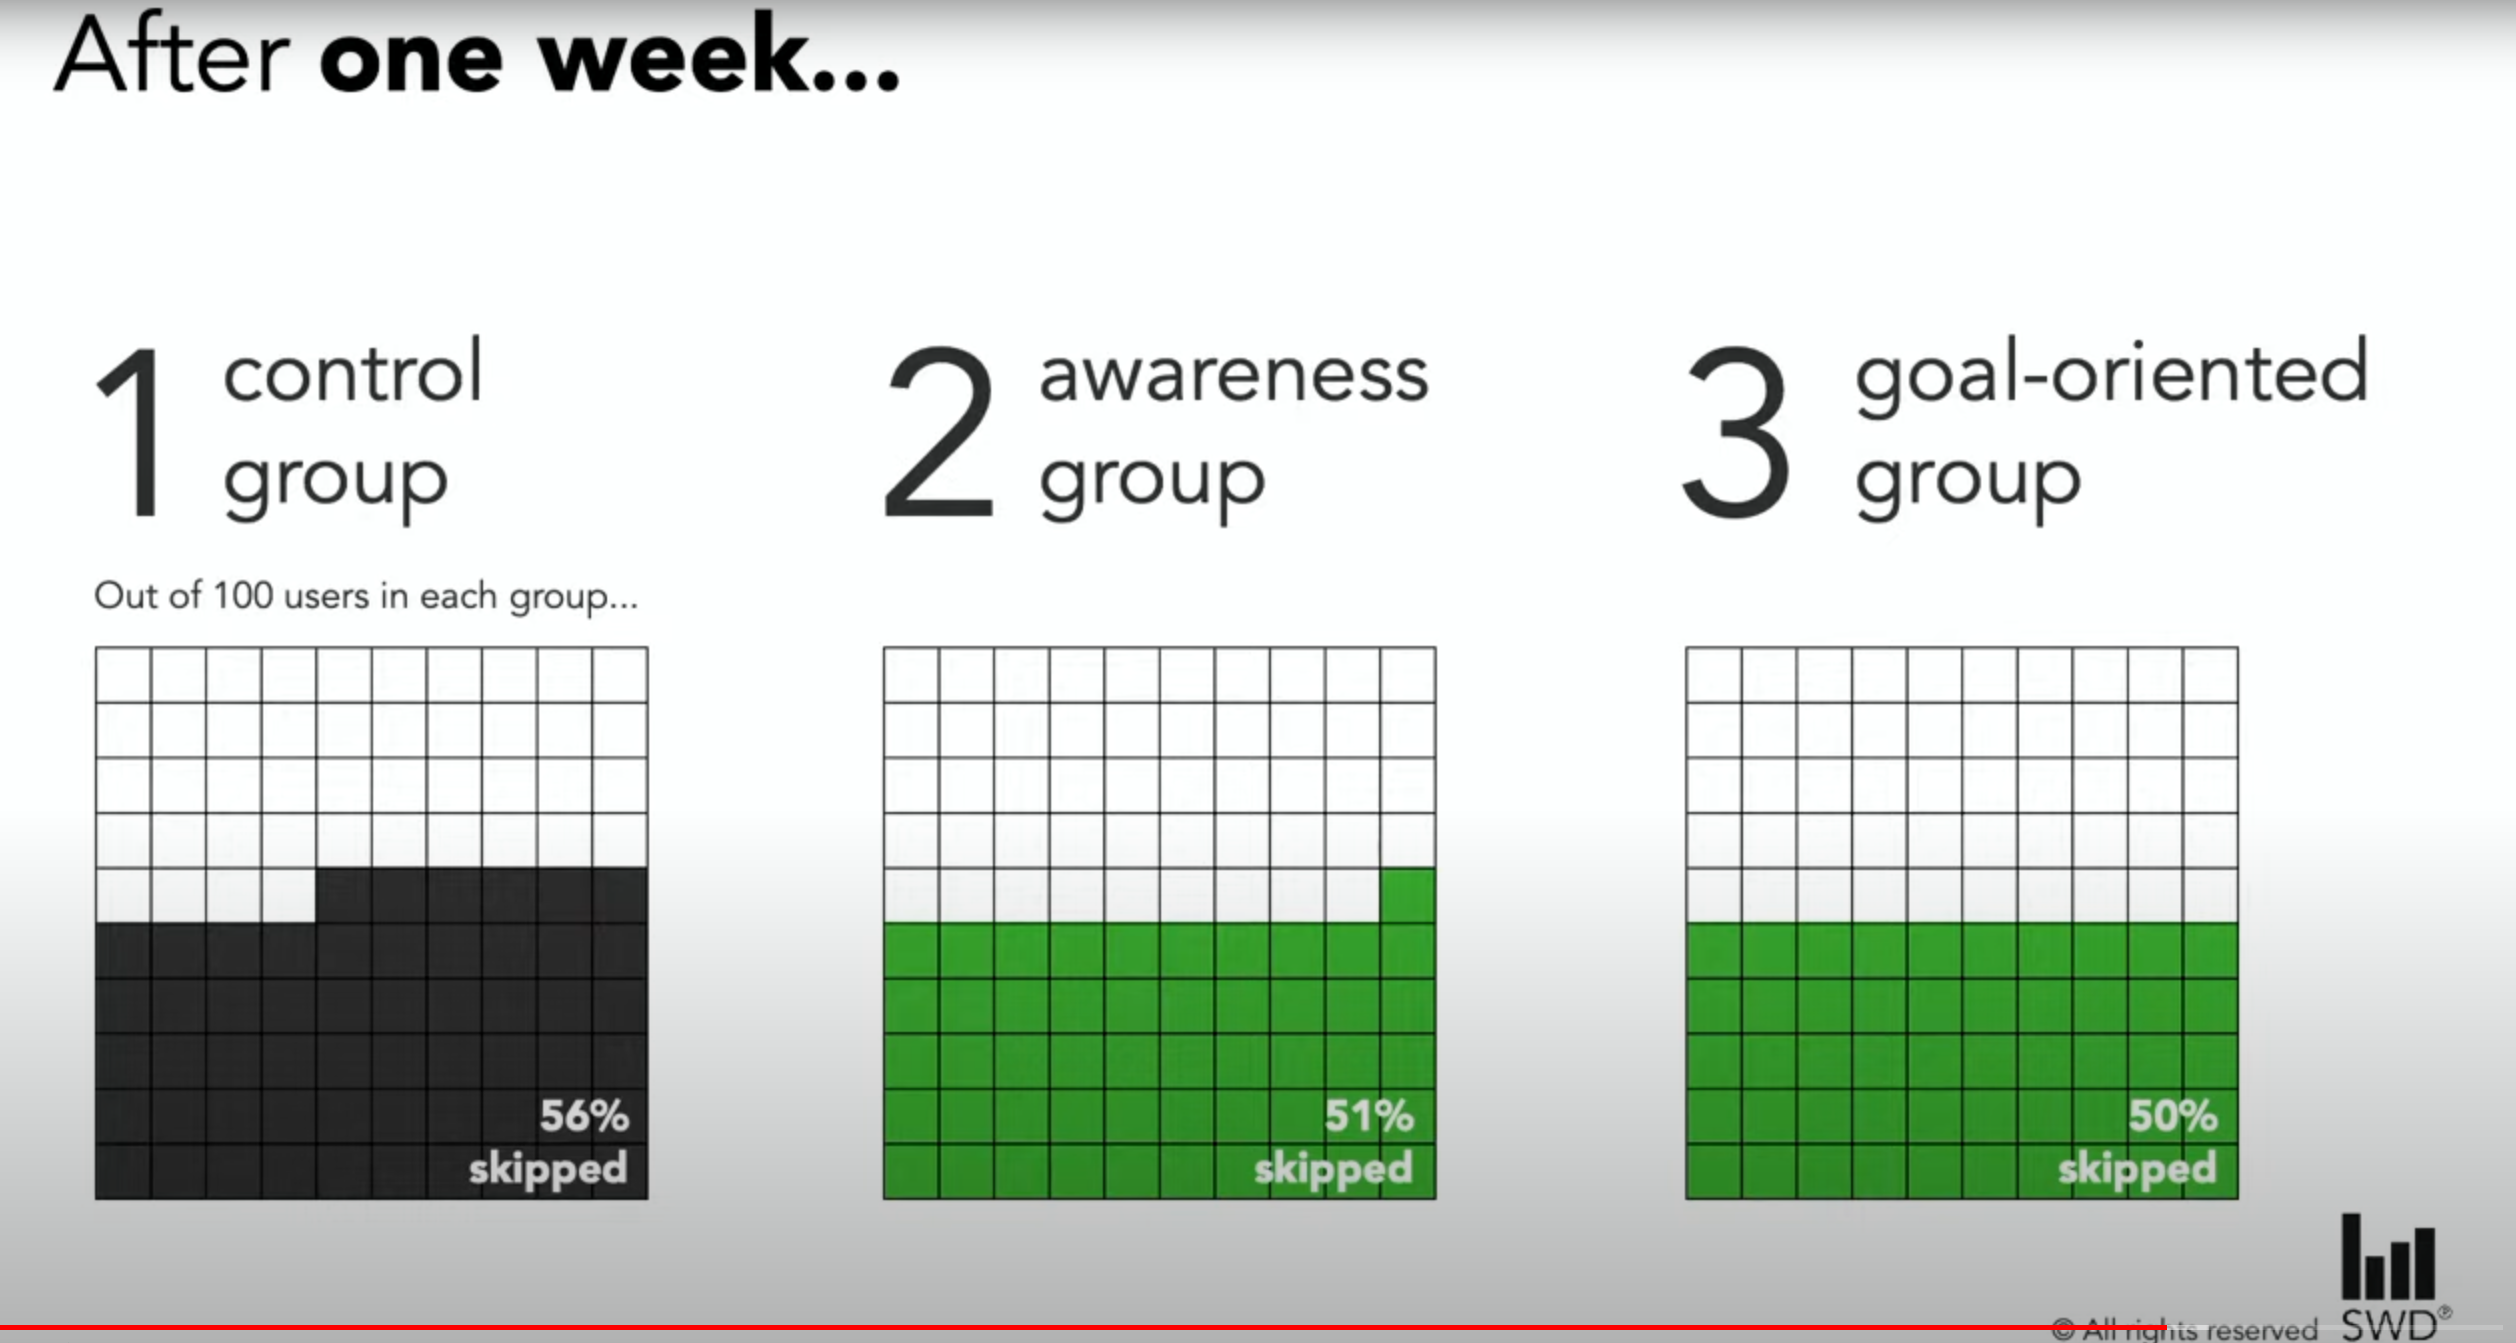 After one week...
1 control
group
2 awareness
group
3 goal-oriented
group
Out of 100 users in each group...
56%
skipped
51%
skipped
50%
skipped
© All rights reserved
SWD®